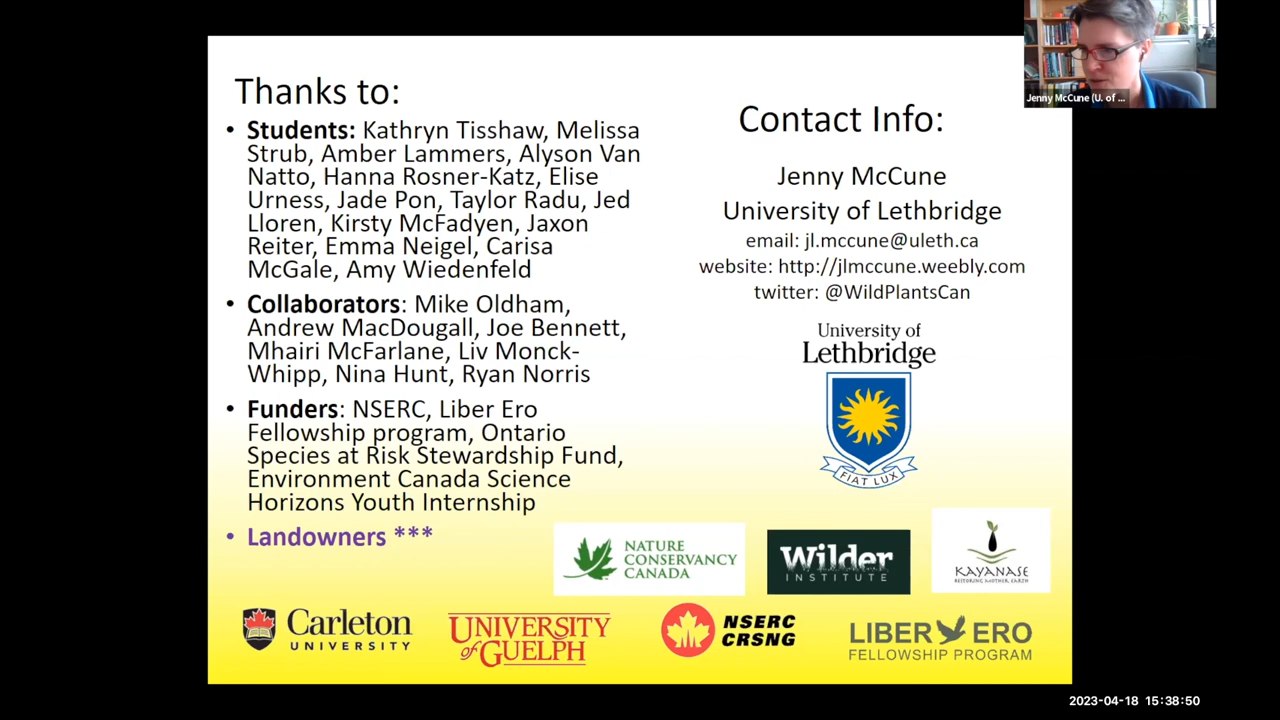 Thanks to:
• Students: Kathryn Tisshaw, Melissa
Strub, Amber Lammers, Alyson Van
Natto, Hanna Rosner-Katz, Elise
Urness, Jade Pon, Taylor Radu, Jed
Lloren, Kirsty McFadyen, Jaxon
Reiter, Emma Neigel, Carisa
McGale, Amy Wiedenfeld
• Collaborators: Mike Oldham,
Andrew MacDougall, Joe Bennett,
Mhairi McFarlane, Liv Monck-
Whipp, Nina Hunt, Ryan Norris
• Funders: NSERC, Liber Ero
Fellowship program, Ontario
Species at Risk Stewardship Fund,
Environment Canada Science
Horizons Youth Internship
• Landowners ***
Contact Info:
Jenny McCune
University of Lethbridge
email: jl.mccune@uleth.ca
website: http://jlmccune.weebly.com
twitter: @WildPlantsCan
University of
Lethbridge
FIAT LUX
NATURE
CONSERVANCY
CANADA
Wilder
INSTITUTE
KAYANASE
RESTORING MOTHER EARTH
Carleton
UNIVERSITY
UNIVERSITY
of GUELPH
NSERC
CRSNG
LIBER ERO
FELLOWSHIP PROGRAM
Jenny McCune (U. of ...
2023-04-18 15:38:50